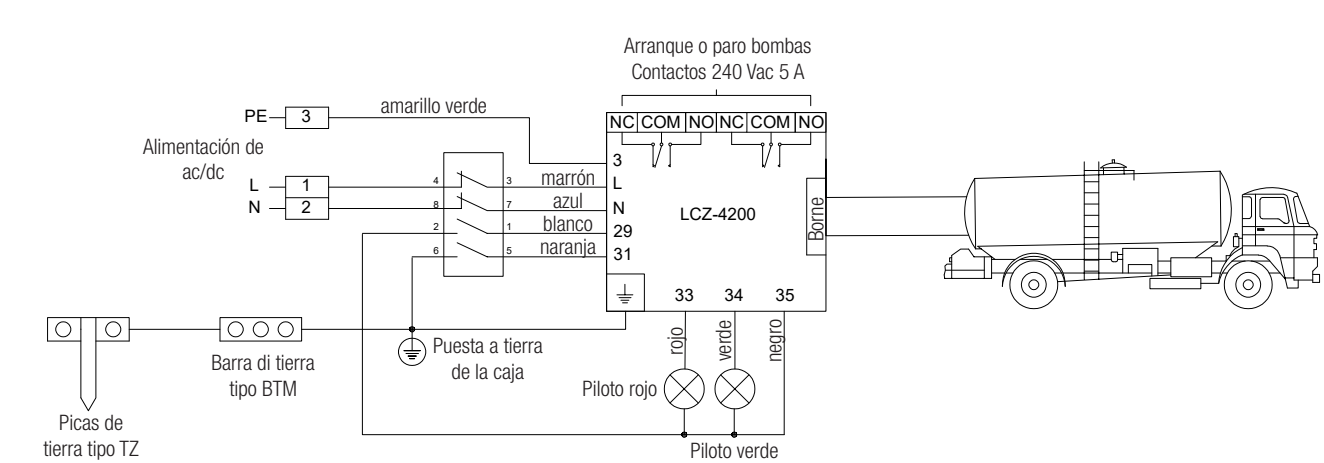 Arranque o paro bombas
Contactos 240 Vac 5 A
PE
3
amarillo verde
NC COM NO NC COM NO
Alimentación de
ac/dc
3
L
1
4
3
marrón
L
N
2
8
7
azul
N
LCZ-4200
Borne
2
1
blanco
29
6
5
naranja
31
33
34
35
rojo
verde
negro
Barra di tierra
tipo BTM
Puesta a tierra
de la caja
Piloto rojo
Picas de
tierra tipo TZ
Piloto verde